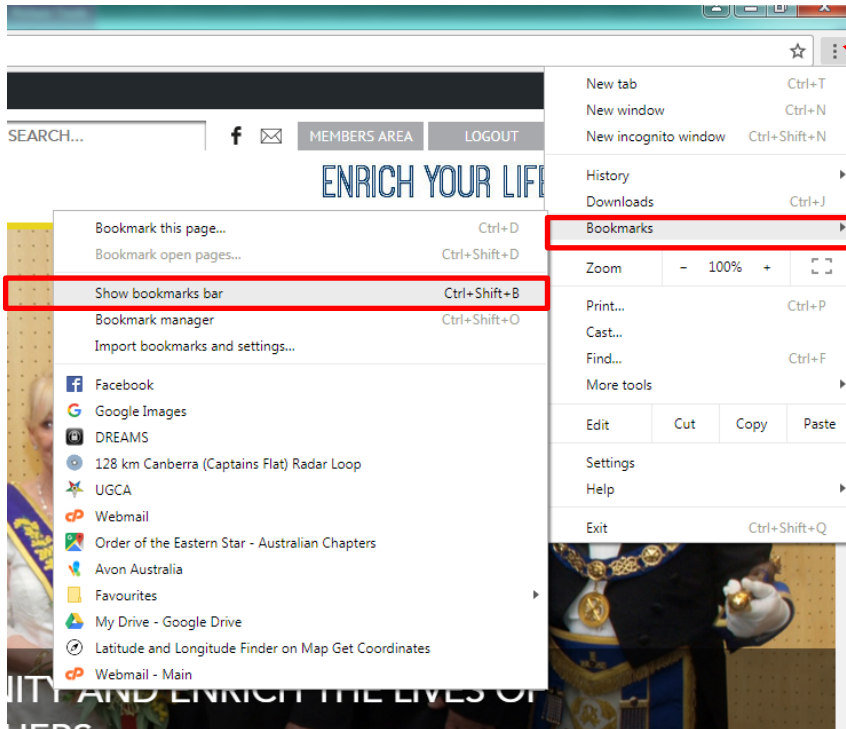 SEARCH...
f
MEMBERS AREA
LOGOUT
ENRICH YOUR LIFE
New tab Ctrl+T
New window Ctrl+N
New incognito window Ctrl+Shift+N
History
Downloads Ctrl+J
Bookmarks
Zoom - 100% +
Print... Ctrl+P
Cast...
Find... Ctrl+F
More tools
Edit Cut Copy Paste
Settings
Help
Exit Ctrl+Shift+Q
Bookmark this page... Ctrl+D
Bookmark open pages... Ctrl+Shift+D
Show bookmarks bar Ctrl+Shift+B
Bookmark manager Ctrl+Shift+O
Import bookmarks and settings...
Facebook
Google Images
DREAMS
128 km Canberra (Captains Flat) Radar Loop
UGCA
Webmail
Order of the Eastern Star - Australian Chapters
Avon Australia
Favourites
My Drive - Google Drive
Latitude and Longitude Finder on Map Get Coordinates
Webmail - Main
AND ENRICH THE LIVES OF